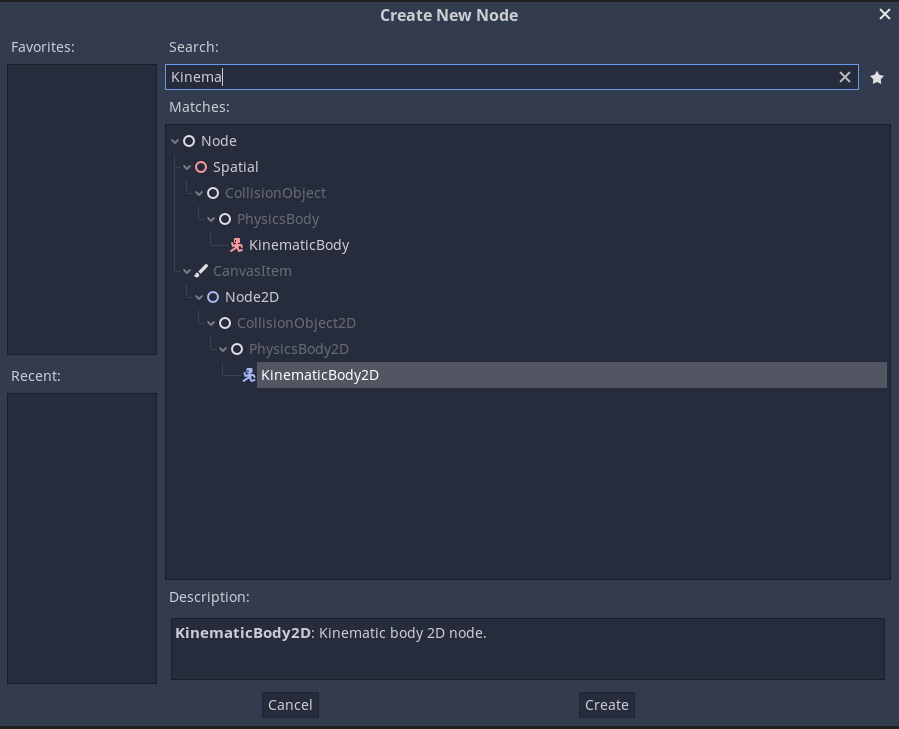 Create New Node
Favorites:
Search:
Kinema
Matches:
Node
Spatial
CollisionObject
PhysicsBody
KinematicBody
CanvasItem
Node2D
CollisionObject2D
PhysicsBody2D
KinematicBody2D
Recent:
Description:
KinematicBody2D: Kinematic body 2D node.
Cancel
Create